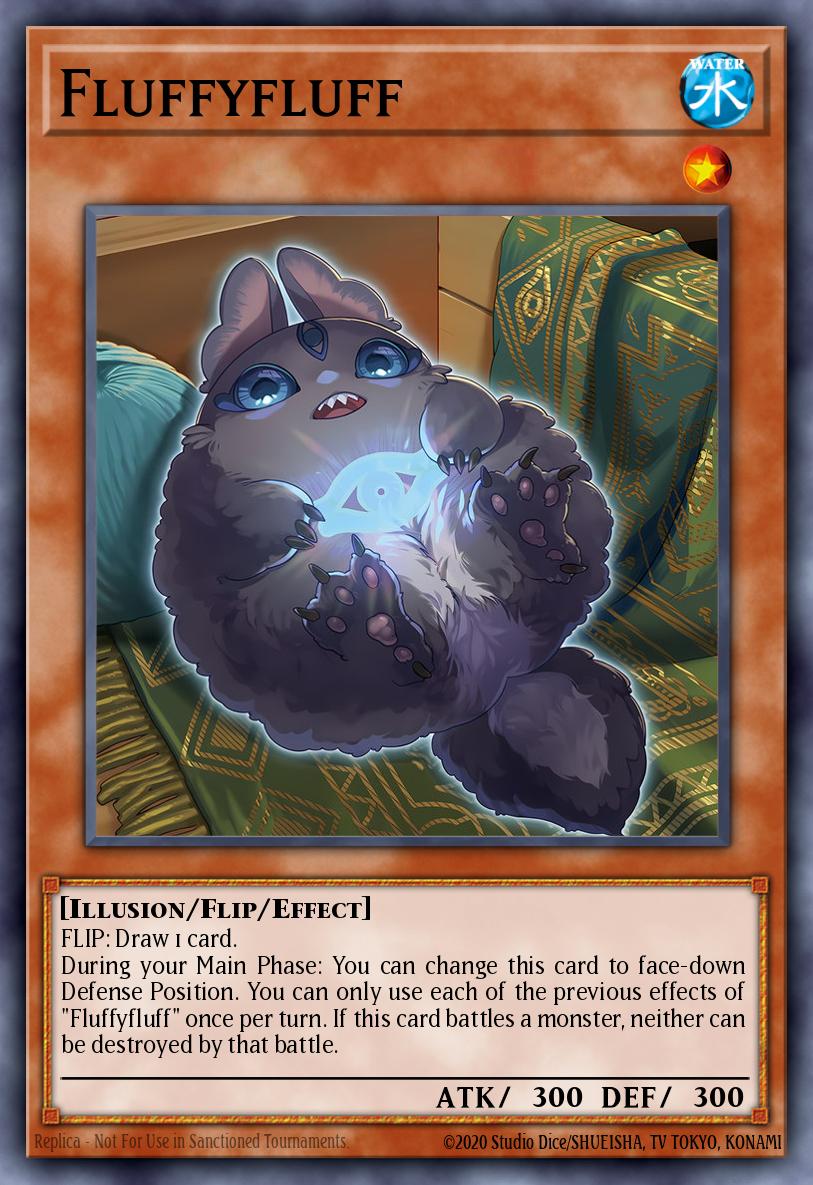 Fluffyfluff
WATER
水
[Illusion/Flip/Effect]
FLIP: Draw 1 card.
During your Main Phase: You can change this card to face-down
Defense Position. You can only use each of the previous effects of
"Fluffyfluff" once per turn. If this card battles a monster, neither can
be destroyed by that battle.
ATK/ 300 DEF/ 300
Replica - Not For Use in Sanctioned Tournaments.
©2020 Studio Dice/SHUEISHA, TV TOKYO, KONAMI